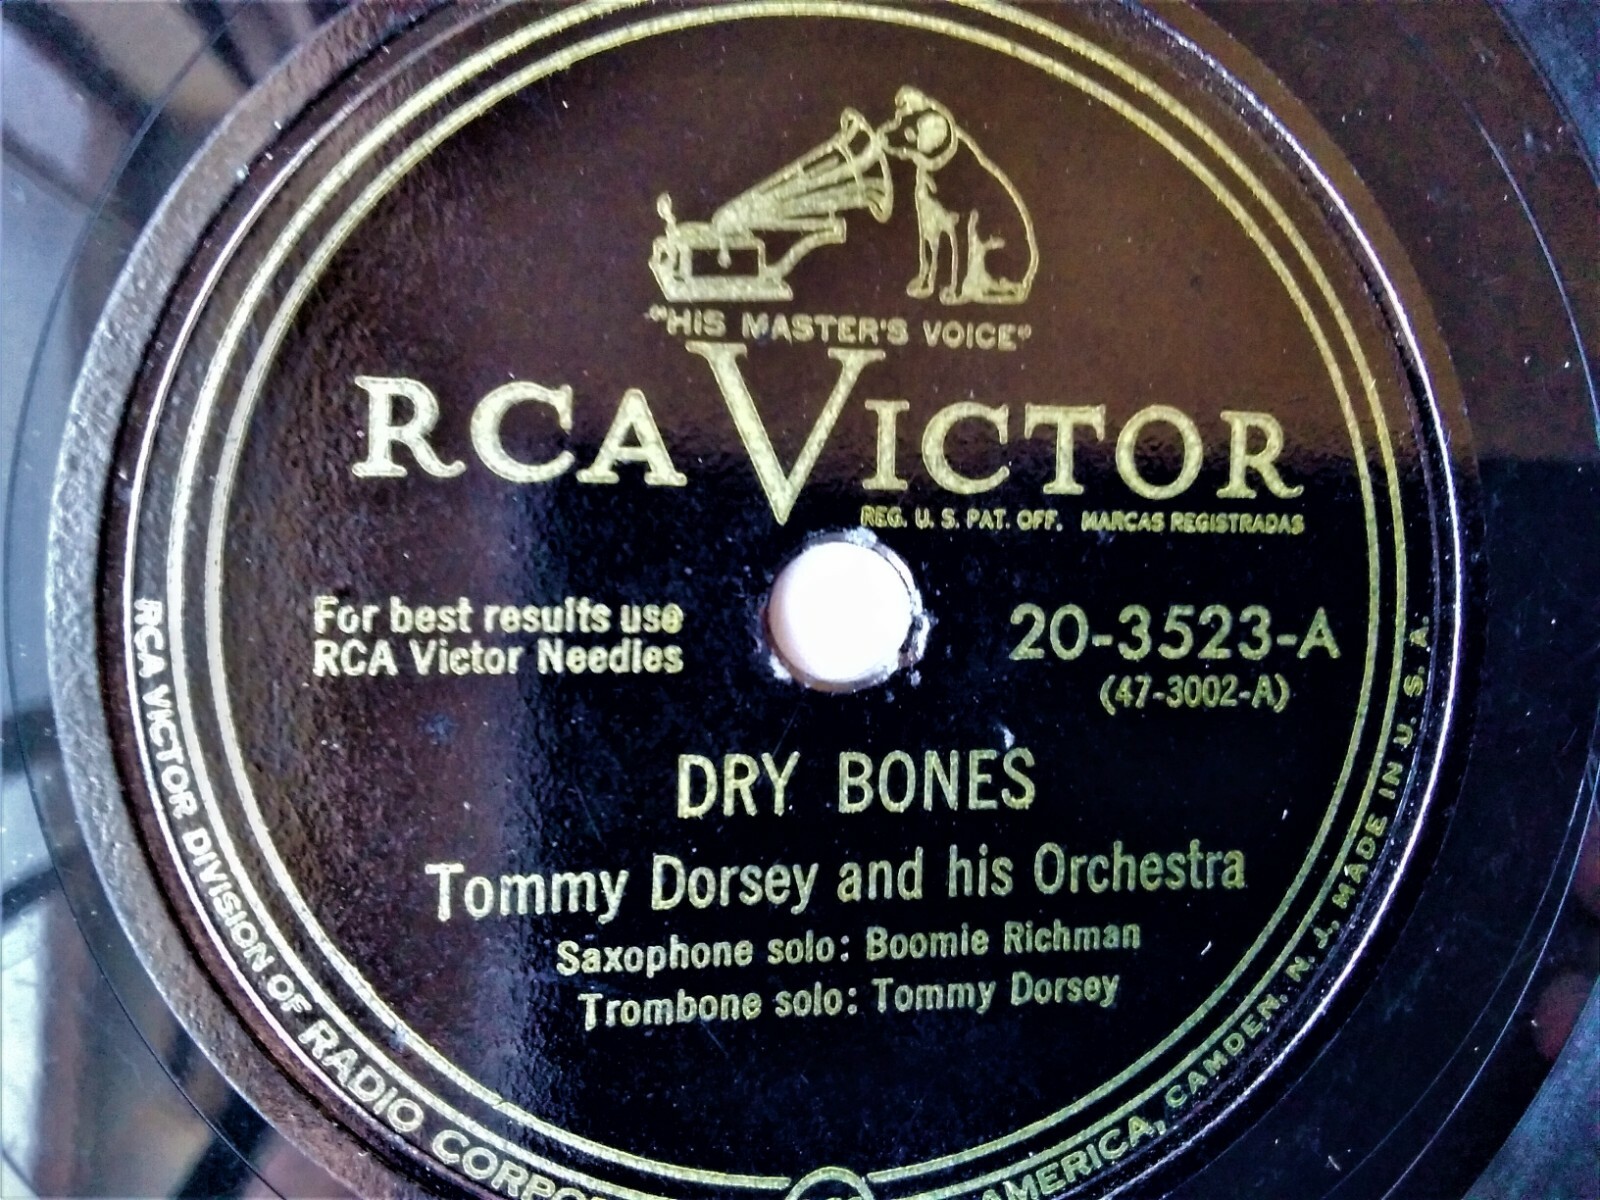 "HIS MASTER'S VOICE"
RCA VICTOR
REG. U. S. PAT. OFF. MARCAS REGISTRADAS
For best results use
RCA Victor Needles
20-3523-A
(47-3002-A)
DRY BONES
Tommy Dorsey and his Orchestra
Saxophone solo: Boomie Richman
Trombone solo: Tommy Dorsey
RCA VICTOR DIVISION OF RADIO CORPO AMERICA, CAMDEN. N. J., MADE IN U. S. A.